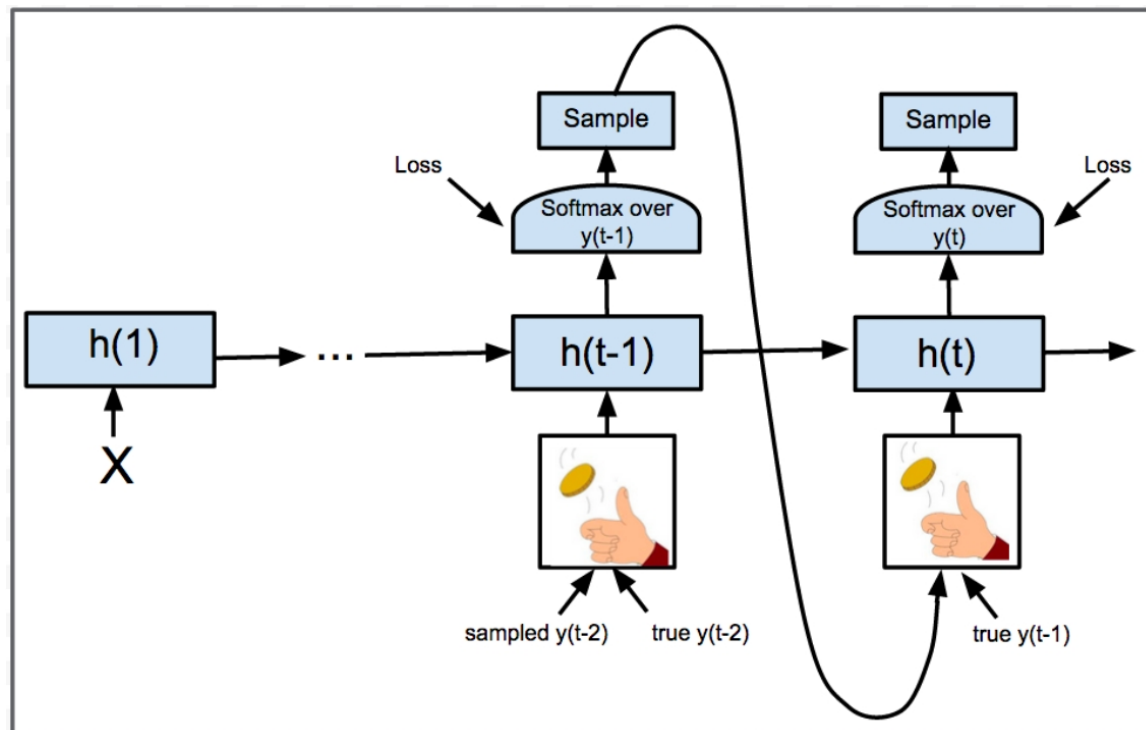 Sample
Sample
Loss
Loss
Softmax over
y(t-1)
Softmax over
y(t)
h(1)
...
h(t-1)
h(t)
X
sampled y(t-2)
true y(t-2)
true y(t-1)